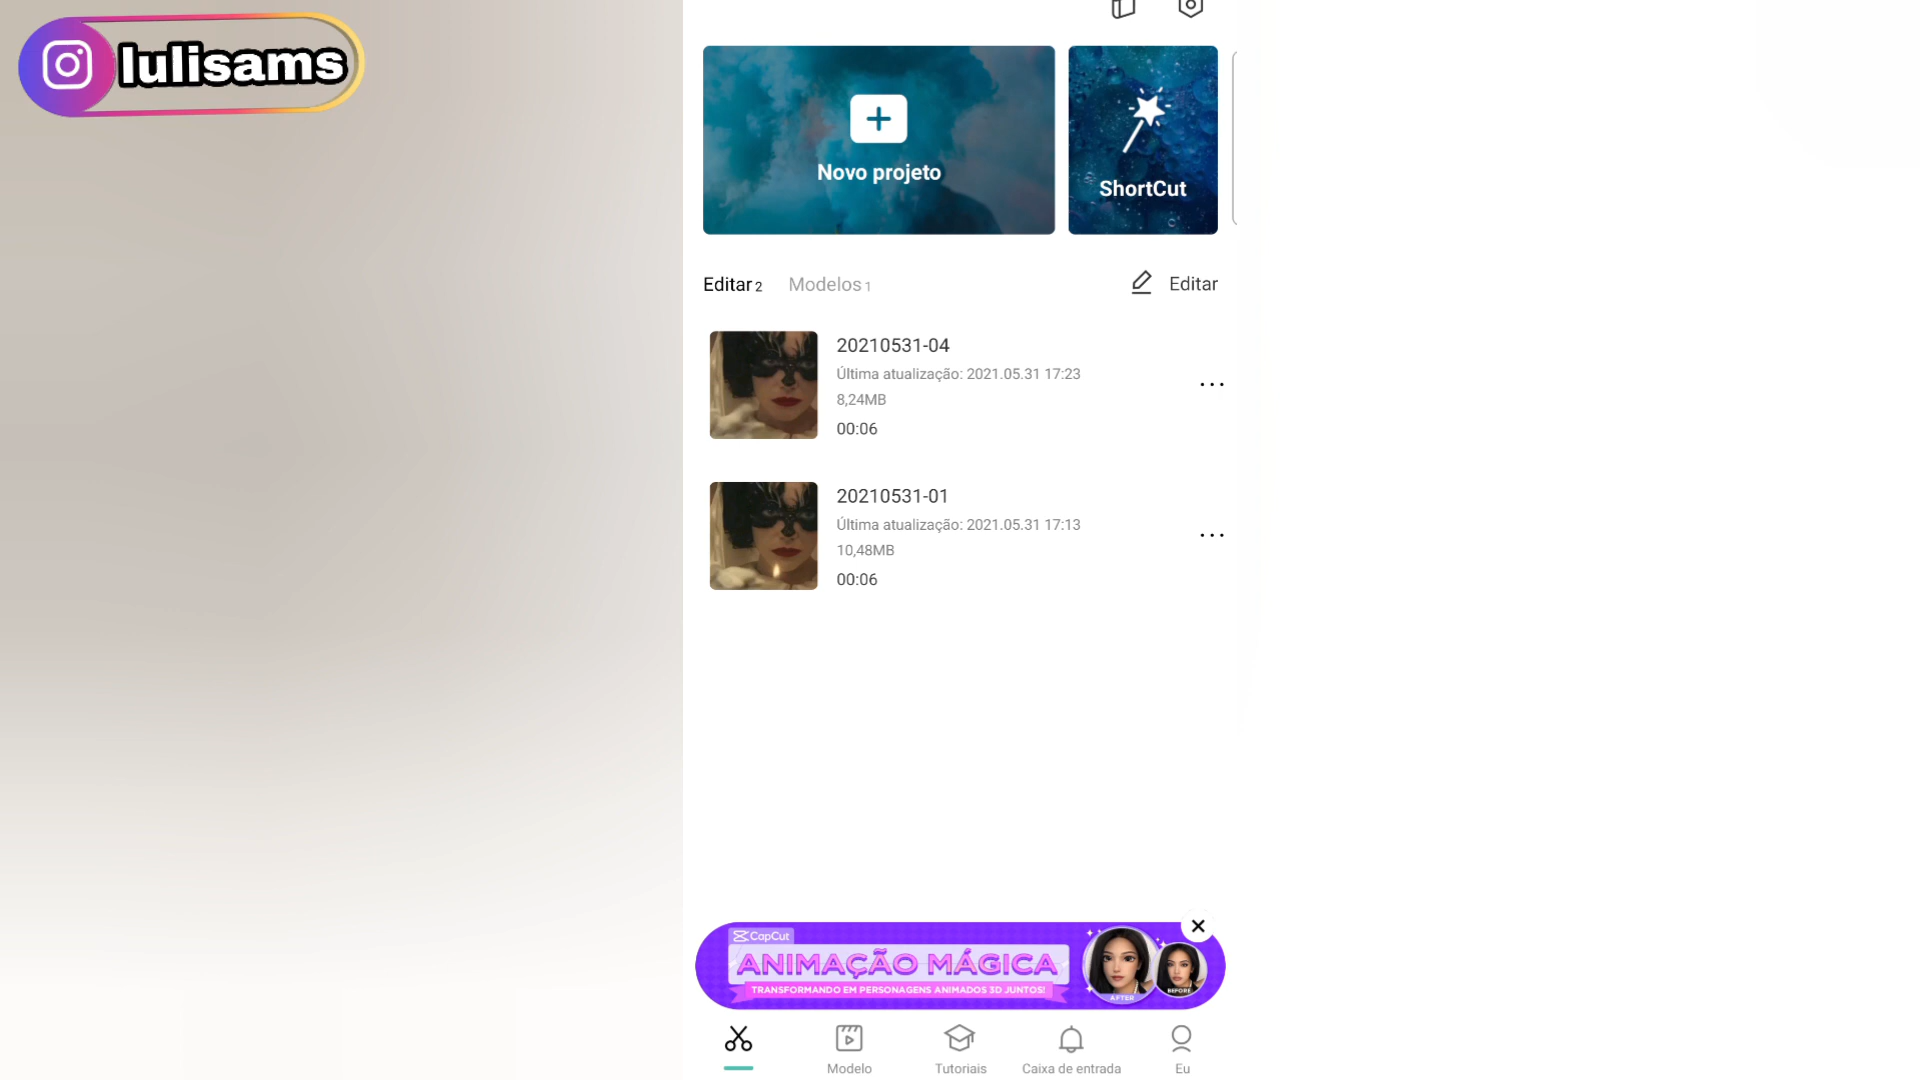 lulisams
Novo projeto
ShortCut
Editar 2
Modelos 1
Editar
20210531-04
Última atualização: 2021.05.31 17:23
8,24MB
00:06
20210531-01
Última atualização: 2021.05.31 17:13
10,48MB
00:06
CapCut
ANIMAÇÃO MÁGICA
TRANSFORMANDO EM PERSONAGENS ANIMADOS 3D JUNTOS!
AFTER
BEFORE
Modelo
Tutoriais
Caixa de entrada
Eu